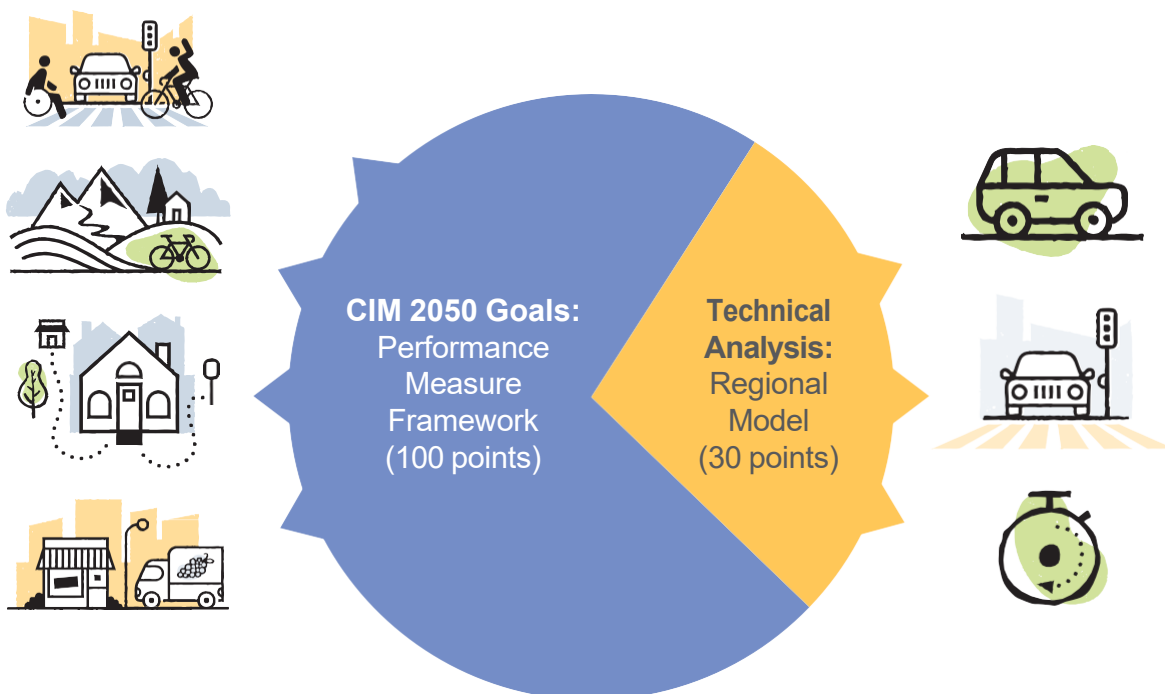 CIM 2050 Goals:
Performance
Measure
Framework
(100 points)
Technical
Analysis:
Regional
Model
(30 points)